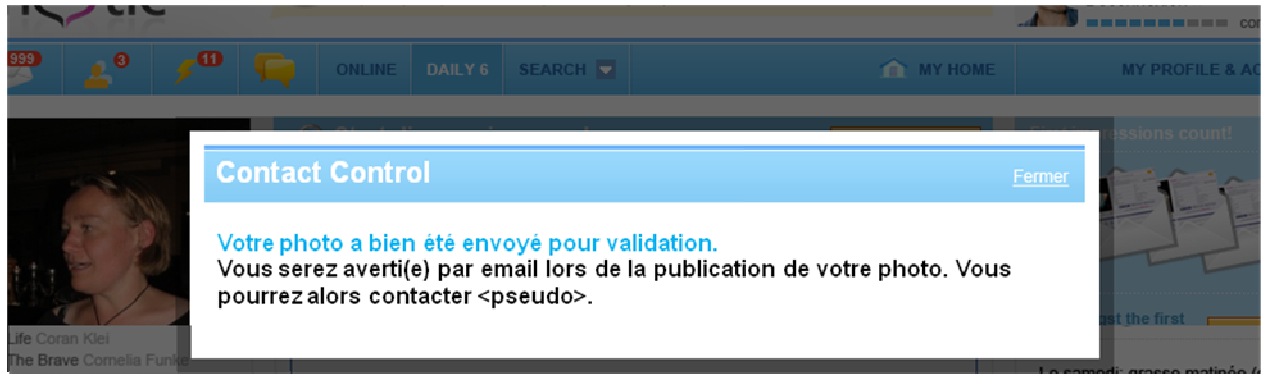 999
3
11
ONLINE
DAILY 6
SEARCH
MY HOME
MY PROFILE &
Contact Control
Fermer
ressions count!
Votre photo a bien été envoyé pour validation.
Vous serez averti(e) par email lors de la publication de votre photo. Vous
pourrez alors contacter <pseudo>.
the first
Life Coran Klei
The Brave Cornelia Funke
Le samedi: grasse matinée